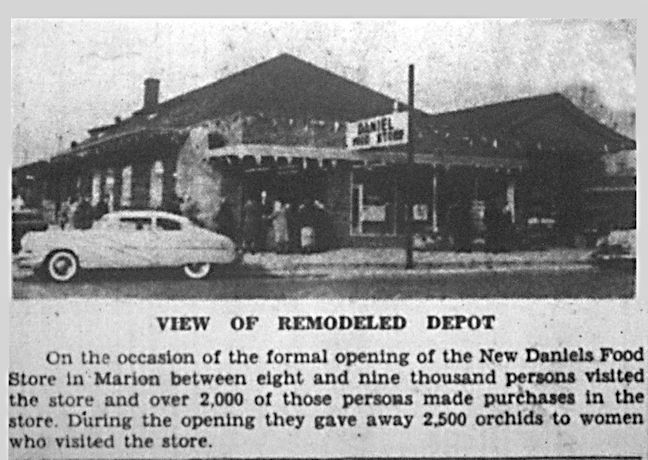 DANIEL
FOOD STORE
VIEW OF REMODELED DEPOT
On the occasion of the formal opening of the New Daniels Food
Store in Marion between eight and nine thousand persons visited
the store and over 2,000 of those persons made purchases in the
store. During the opening they gave away 2,500 orchids to women
who visited the store.